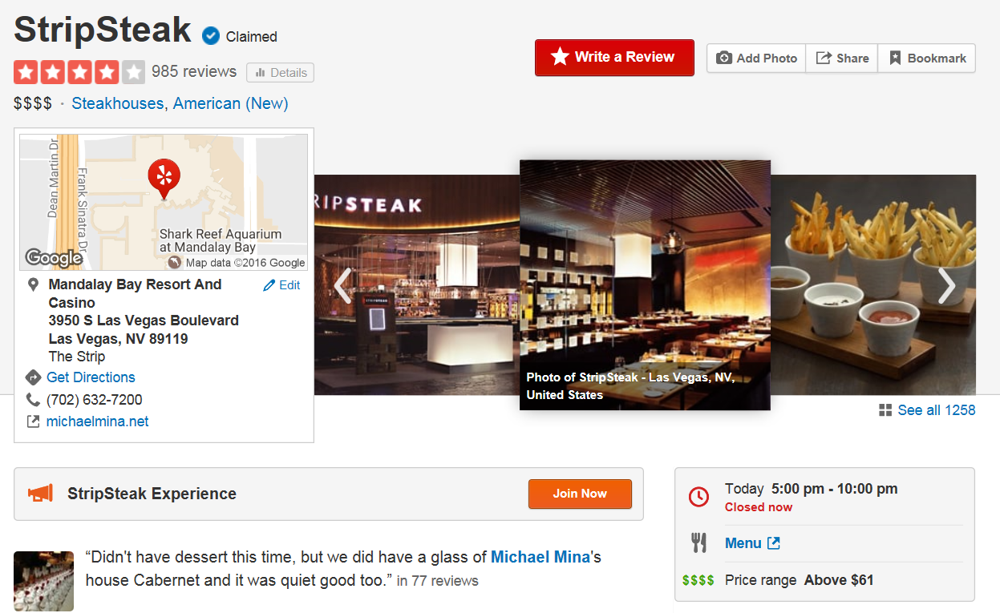 StripSteak Claimed
985 reviews Details
Write a Review Add Photo Share Bookmark
$$$$ · Steakhouses, American (New)
Dean Martin Dr
Frank Sinatra Dr
Shark Reef Aquarium
at Mandalay Bay
Google
Map data ©2016 Google
Mandalay Bay Resort And Edit
Casino
3950 S Las Vegas Boulevard
Las Vegas, NV 89119
The Strip
Get Directions
(702) 632-7200
michaelmina.net
RIPSTEAK
Photo of StripSteak - Las Vegas, NV,
United States
See all 1258
StripSteak Experience Join Now
“Didn't have dessert this time, but we did have a glass of Michael Mina's
house Cabernet and it was quiet good too.” in 77 reviews
Today 5:00 pm - 10:00 pm
Closed now
Menu
$$$$ Price range Above $61